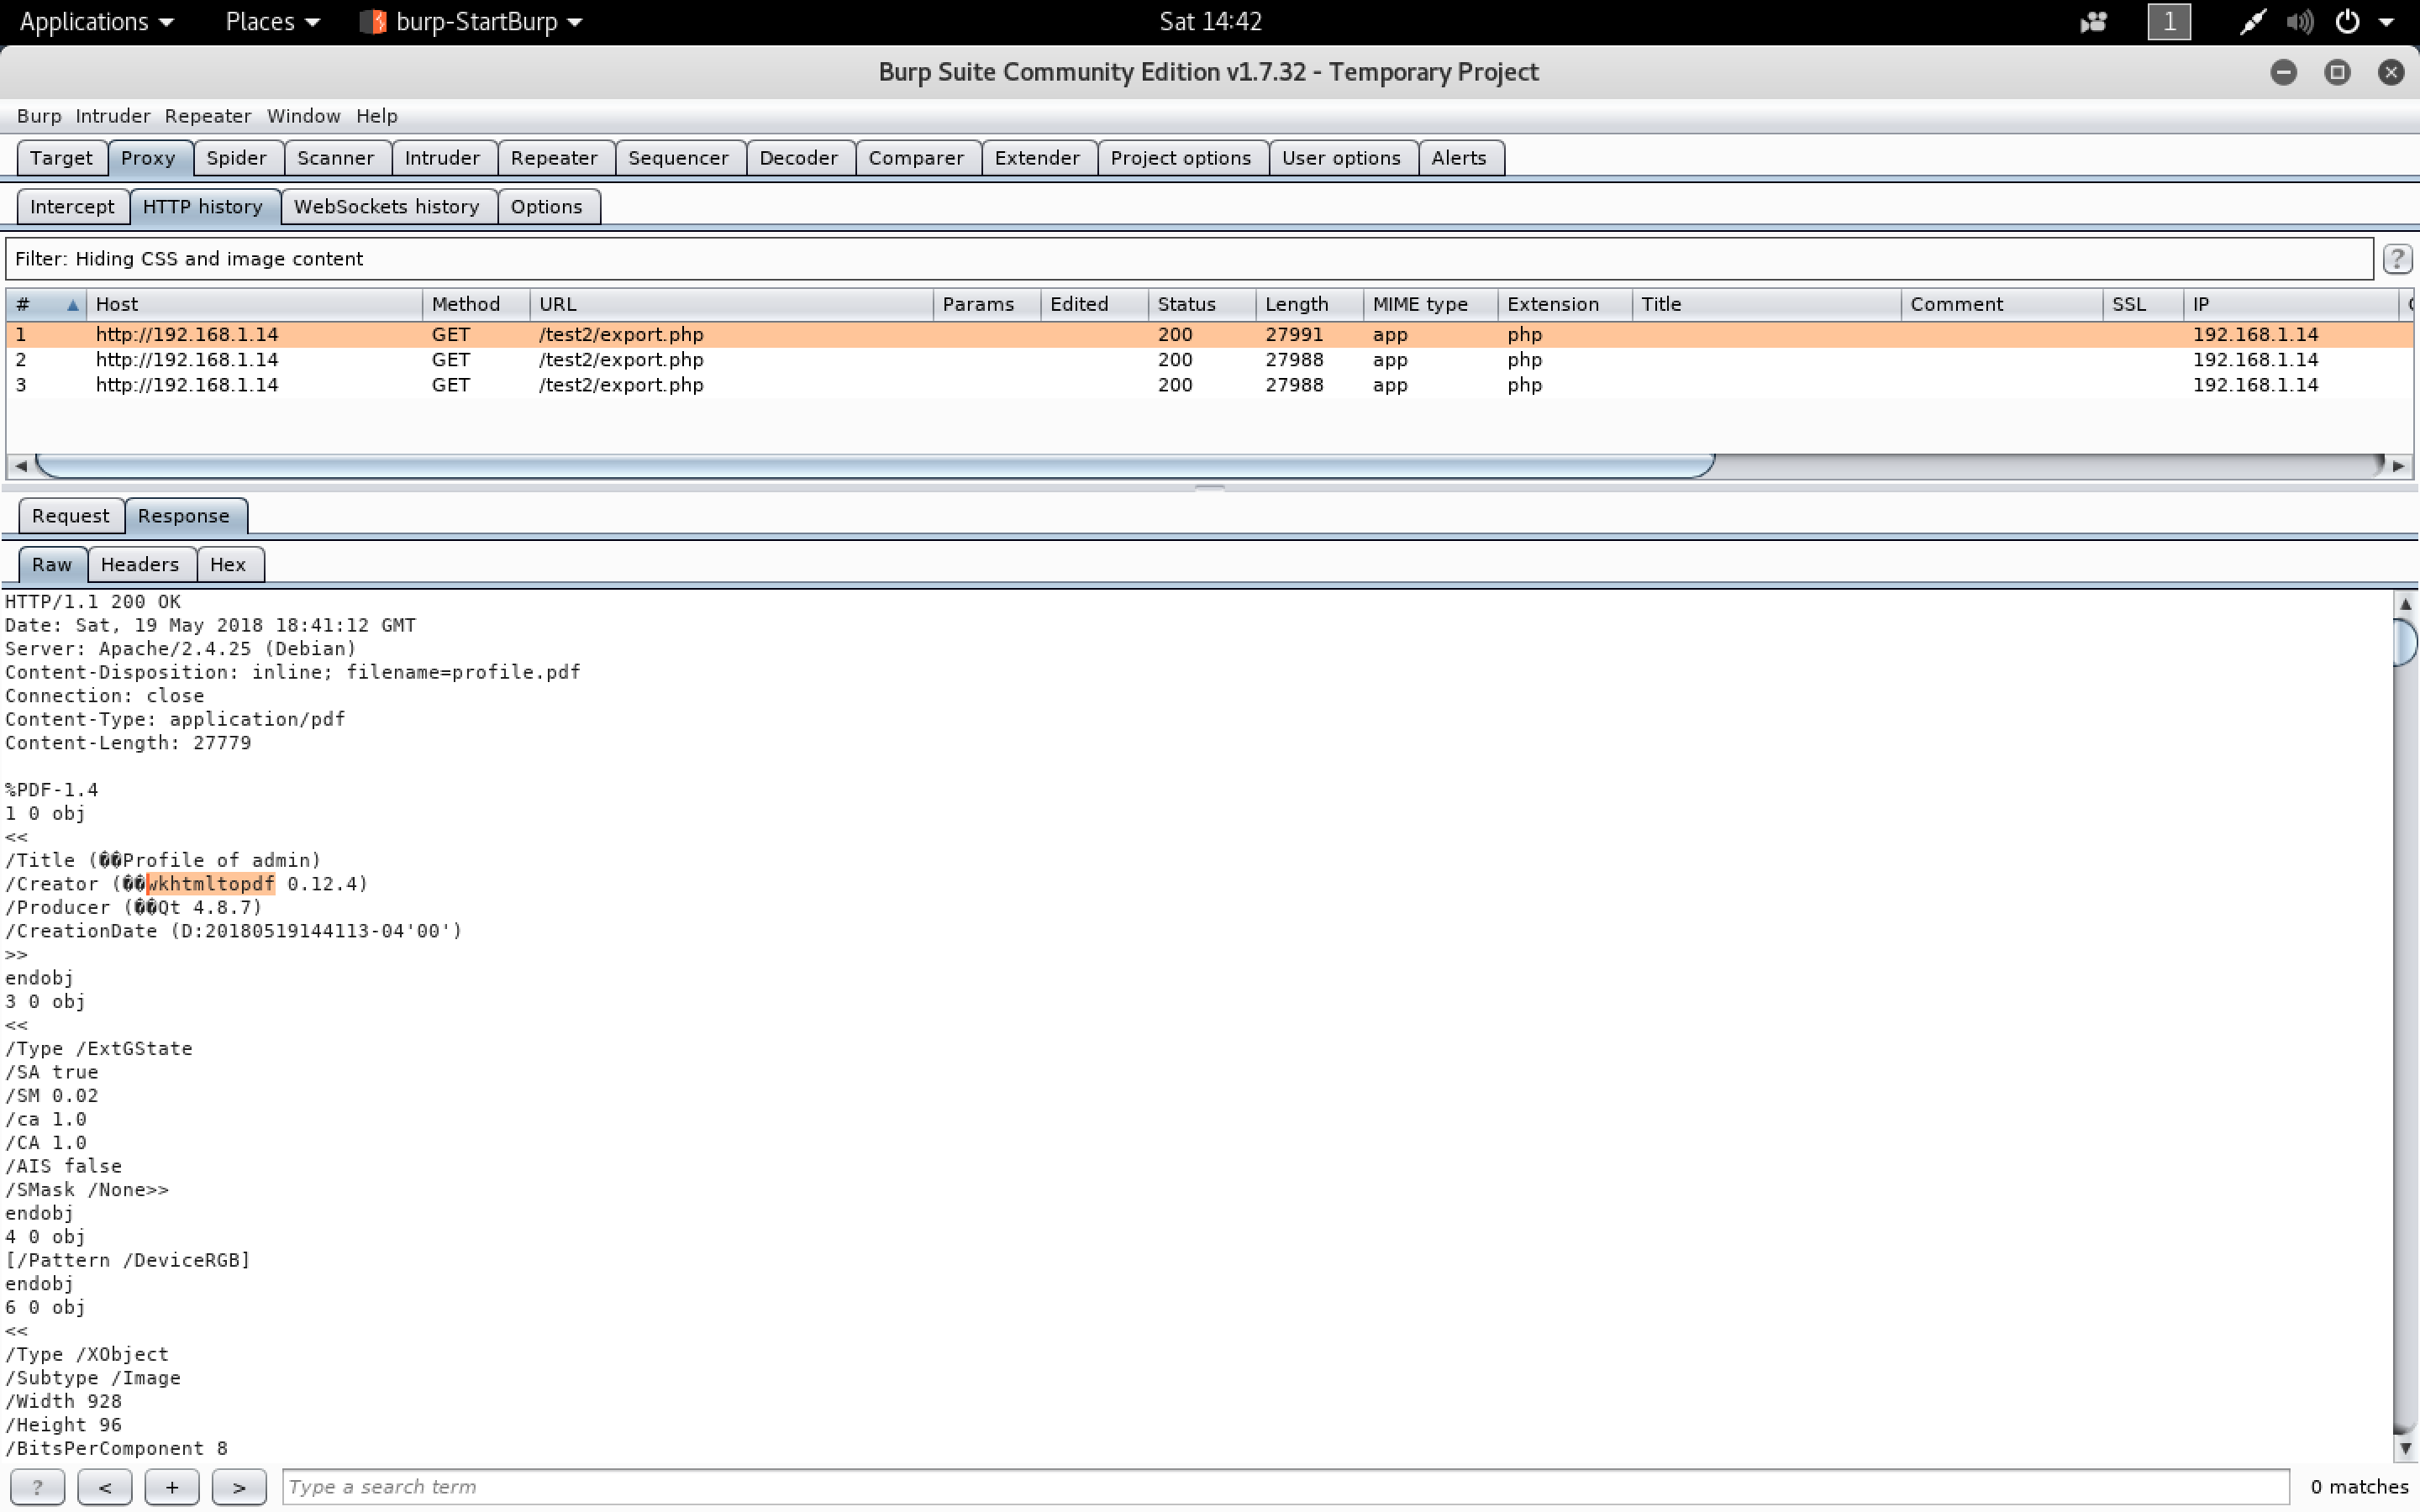 Applications Places burp-StartBurp Sat 14:42 1
Burp Suite Community Edition v1.7.32 - Temporary Project
Burp Intruder Repeater Window Help
Target Proxy Spider Scanner Intruder Repeater Sequencer Decoder Comparer Extender Project options User options Alerts
Intercept HTTP history WebSockets history Options
Filter: Hiding CSS and image content ?
# Host Method URL Params Edited Status Length MIME type Extension Title Comment SSL IP
1 http://192.168.1.14 GET /test2/export.php 200 27991 app php 192.168.1.14
2 http://192.168.1.14 GET /test2/export.php 200 27988 app php 192.168.1.14
3 http://192.168.1.14 GET /test2/export.php 200 27988 app php 192.168.1.14
Request Response
Raw Headers Hex
HTTP/1.1 200 OK
Date: Sat, 19 May 2018 18:41:12 GMT
Server: Apache/2.4.25 (Debian)
Content-Disposition: inline; filename=profile.pdf
Connection: close
Content-Type: application/pdf
Content-Length: 27779
%PDF-1.4
1 0 obj
<<
/Title (��Profile of admin)
/Creator (��wkhtmltopdf 0.12.4)
/Producer (��Qt 4.8.7)
/CreationDate (D:20180519144113-04'00')
>>
endobj
3 0 obj
<<
/Type /ExtGState
/SA true
/SM 0.02
/ca 1.0
/CA 1.0
/AIS false
/SMask /None>>
endobj
4 0 obj
[/Pattern /DeviceRGB]
endobj
6 0 obj
<<
/Type /XObject
/Subtype /Image
/Width 928
/Height 96
/BitsPerComponent 8
? < + > Type a search term 0 matches